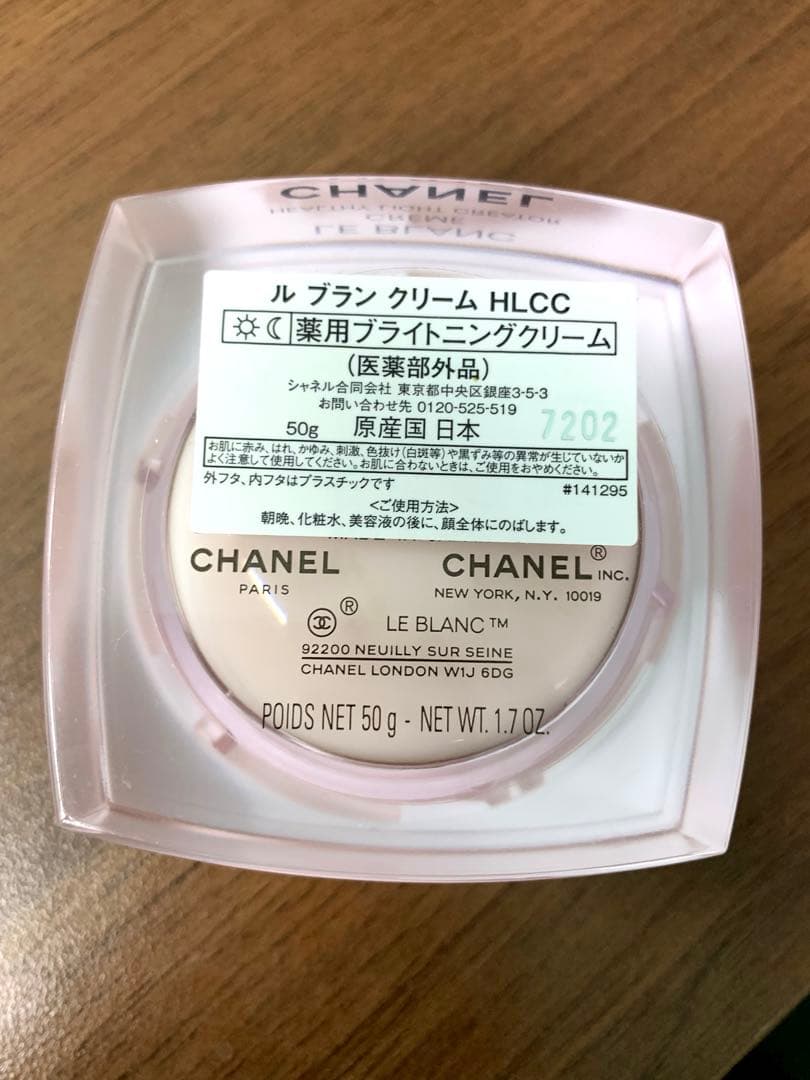 CHANEL
HEALTHY LIGHT CREATOR
CRÈME
LE BLANC
ル ブラン クリーム HLCC
薬用ブライトニングクリーム
(医薬部外品)
シャネル合同会社 東京都中央区銀座3-5-3
お問い合わせ先 0120-525-519
50g 原産国 日本 7202
お肌に赤み、はれ、かゆみ、刺激、色抜け(白斑等)や黒ずみ等の異常が生じていないか
よく注意して使用してください。お肌に合わないときは、ご使用をおやめください。
外フタ、内フタはプラスチックです #141295
<ご使用方法>
朝晩、化粧水、美容液の後に、顔全体にのばします。
CHANEL CHANEL® INC.
PARIS NEW YORK, N.Y. 10019
® LE BLANC™
92200 NEUILLY SUR SEINE
CHANEL LONDON W1J 6DG
POIDS NET 50 g - NET WT. 1.7 OZ.